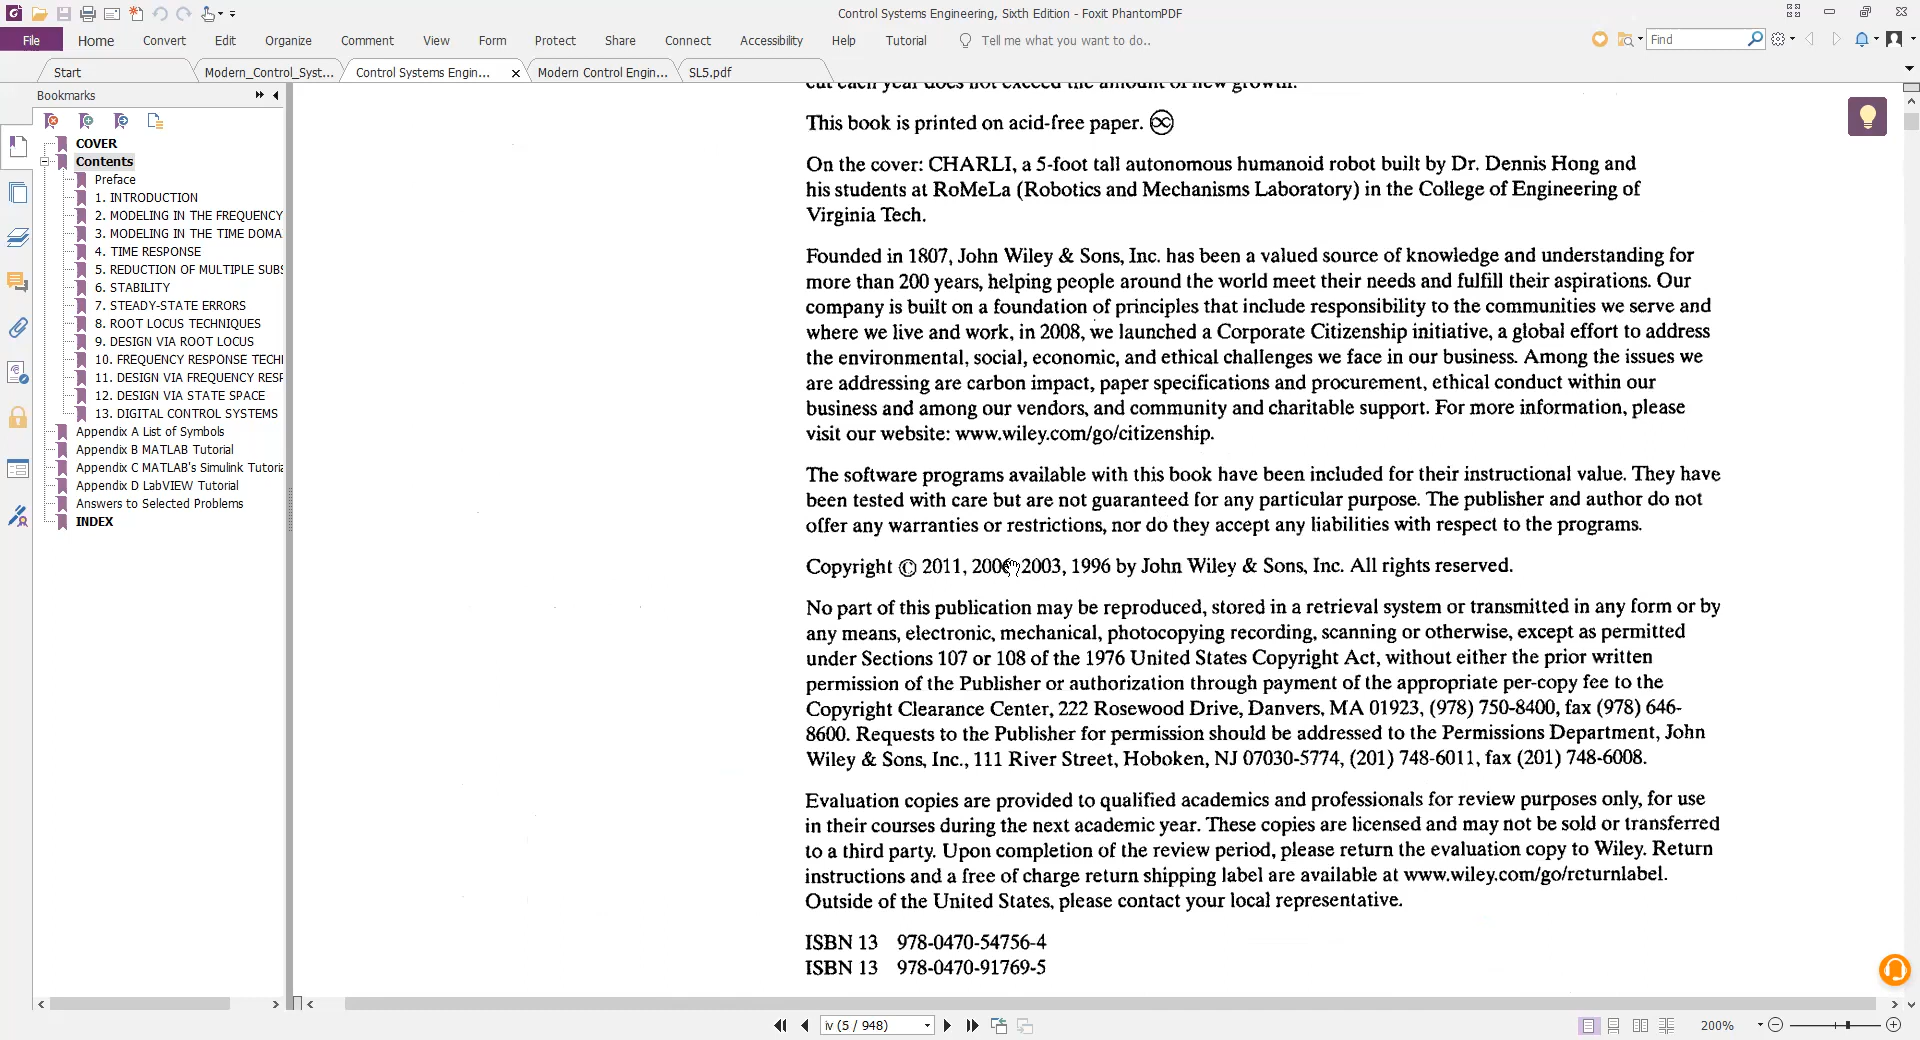 Control Systems Engineering, Sixth Edition - Foxit PhantomPDF
File Home Convert Edit Organize Comment View Form Protect Share Connect Accessibility Help Tutorial Tell me what you want to do.. Find
Start Modern_Control_Syst... Control Systems Engin... Modern Control Engin... SL5.pdf
Bookmarks
COVER
Contents
Preface
1. INTRODUCTION
2. MODELING IN THE FREQUENCY
3. MODELING IN THE TIME DOMA
4. TIME RESPONSE
5. REDUCTION OF MULTIPLE SUBS
6. STABILITY
7. STEADY-STATE ERRORS
8. ROOT LOCUS TECHNIQUES
9. DESIGN VIA ROOT LOCUS
10. FREQUENCY RESPONSE TECH
11. DESIGN VIA FREQUENCY RESP
12. DESIGN VIA STATE SPACE
13. DIGITAL CONTROL SYSTEMS
Appendix A List of Symbols
Appendix B MATLAB Tutorial
Appendix C MATLAB's Simulink Tutoria
Appendix D LabVIEW Tutorial
Answers to Selected Problems
INDEX
cut each year does not exceed the amount of new growth.
This book is printed on acid-free paper.
On the cover: CHARLI, a 5-foot tall autonomous humanoid robot built by Dr. Dennis Hong and
his students at RoMeLa (Robotics and Mechanisms Laboratory) in the College of Engineering of
Virginia Tech.
Founded in 1807, John Wiley & Sons, Inc. has been a valued source of knowledge and understanding for
more than 200 years, helping people around the world meet their needs and fulfill their aspirations. Our
company is built on a foundation of principles that include responsibility to the communities we serve and
where we live and work, in 2008, we launched a Corporate Citizenship initiative, a global effort to address
the environmental, social, economic, and ethical challenges we face in our business. Among the issues we
are addressing are carbon impact, paper specifications and procurement, ethical conduct within our
business and among our vendors, and community and charitable support. For more information, please
visit our website: www.wiley.com/go/citizenship.
The software programs available with this book have been included for their instructional value. They have
been tested with care but are not guaranteed for any particular purpose. The publisher and author do not
offer any warranties or restrictions, nor do they accept any liabilities with respect to the programs.
Copyright © 2011, 2006, 2003, 1996 by John Wiley & Sons, Inc. All rights reserved.
No part of this publication may be reproduced, stored in a retrieval system or transmitted in any form or by
any means, electronic, mechanical, photocopying recording, scanning or otherwise, except as permitted
under Sections 107 or 108 of the 1976 United States Copyright Act, without either the prior written
permission of the Publisher or authorization through payment of the appropriate per-copy fee to the
Copyright Clearance Center, 222 Rosewood Drive, Danvers, MA 01923, (978) 750-8400, fax (978) 646-
8600. Requests to the Publisher for permission should be addressed to the Permissions Department, John
Wiley & Sons, Inc., 111 River Street, Hoboken, NJ 07030-5774, (201) 748-6011, fax (201) 748-6008.
Evaluation copies are provided to qualified academics and professionals for review purposes only, for use
in their courses during the next academic year. These copies are licensed and may not be sold or transferred
to a third party. Upon completion of the review period, please return the evaluation copy to Wiley. Return
instructions and a free of charge return shipping label are available at www.wiley.com/go/returnlabel.
Outside of the United States, please contact your local representative.
ISBN 13 978-0470-54756-4
ISBN 13 978-0470-91769-5
iv (5 / 948) 200%